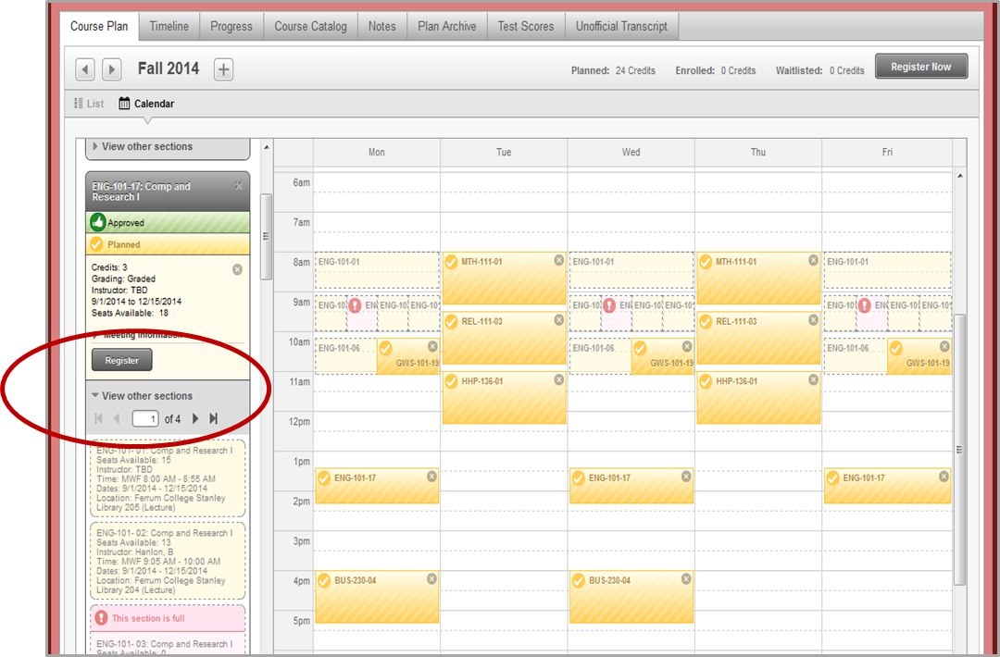 Course Plan Timeline Progress Course Catalog Notes Plan Archive Test Scores Unofficial Transcript
Fall 2014 Planned: 24 Credits Enrolled: 0 Credits Waitlisted: 0 Credits Register Now
List Calendar
View other sections
ENG-101-17: Comp and
Research I
Approved
Planned
Credits: 3
Grading: Graded
Instructor: TBD
9/1/2014 to 12/15/2014
Seats Available: 18
Meeting Information
Register
View other sections
1 of 4
ENG-101- 01: Comp and Research I
Seats Available: 15
Instructor: TBD
Time: MWF 8:00 AM - 8:55 AM
Dates: 9/1/2014 - 12/15/2014
Location: Ferrum College Stanley
Library 205 (Lecture)
ENG-101- 02: Comp and Research I
Seats Available: 13
Instructor: Hanlon, B
Time: MWF 9:05 AM - 10:00 AM
Dates: 9/1/2014 - 12/15/2014
Location: Ferrum College Stanley
Library 204 (Lecture)
This section is full
ENG-101- 03: Comp and Research I
Seats Available: 0
Mon Tue Wed Thu Fri
6am
7am
8am ENG-101-01 MTH-111-01 ENG-101-01 MTH-111-01 ENG-101-01
9am ENG-10 EN ENG-10 ENG-10 ENG-10 EN ENG-10 ENG-10 ENG-10 EN ENG-10 ENG-10
REL-111-03 REL-111-03
10am ENG-101-06 ENG-101-06 ENG-101-06
GWS-101-19 GWS-101-19 GWS-101-19
11am HHP-136-01 HHP-136-01
12pm
1pm
ENG-101-17 ENG-101-17 ENG-101-17
2pm
3pm
4pm BUS-230-04 BUS-230-04
5pm